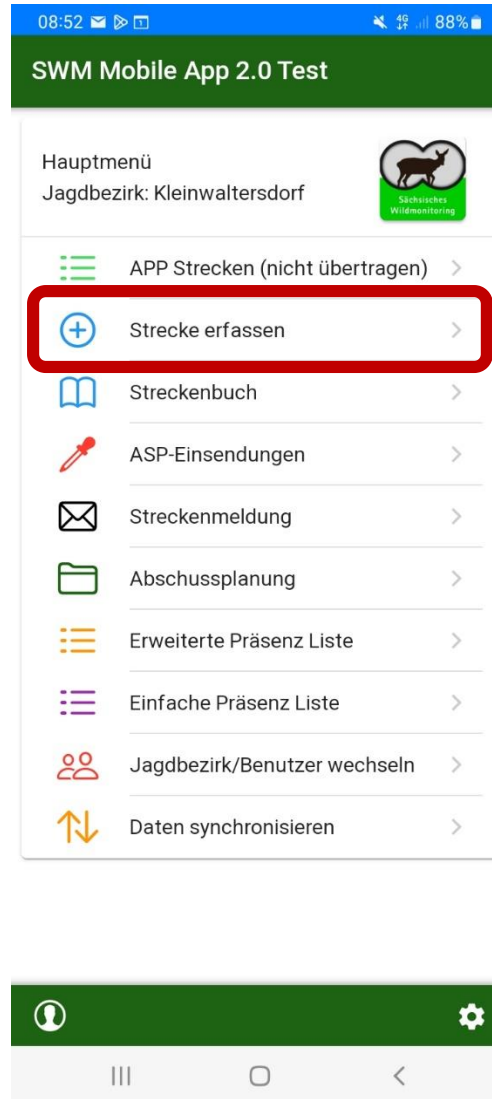 08:52 4G 88%
SWM Mobile App 2.0 Test
Hauptmenü
Jagdbezirk: Kleinwaltersdorf
Sächsisches
Wildmonitoring
APP Strecken (nicht übertragen)
Strecke erfassen
Streckenbuch
ASP-Einsendungen
Streckenmeldung
Abschussplanung
Erweiterte Präsenz Liste
Einfache Präsenz Liste
Jagdbezirk/Benutzer wechseln
Daten synchronisieren